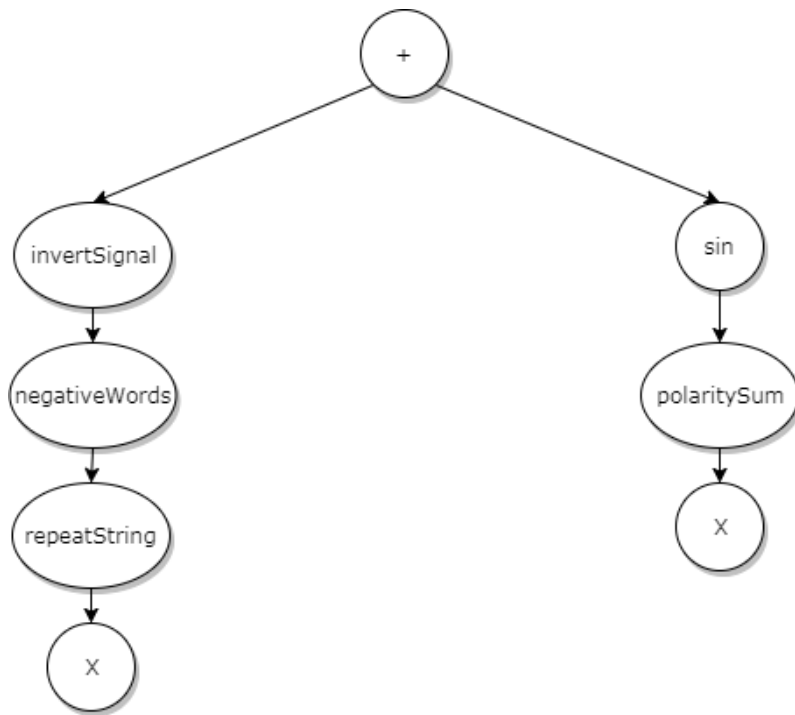 +
invertSignal
sin
negativeWords
polaritySum
repeatString
X
X